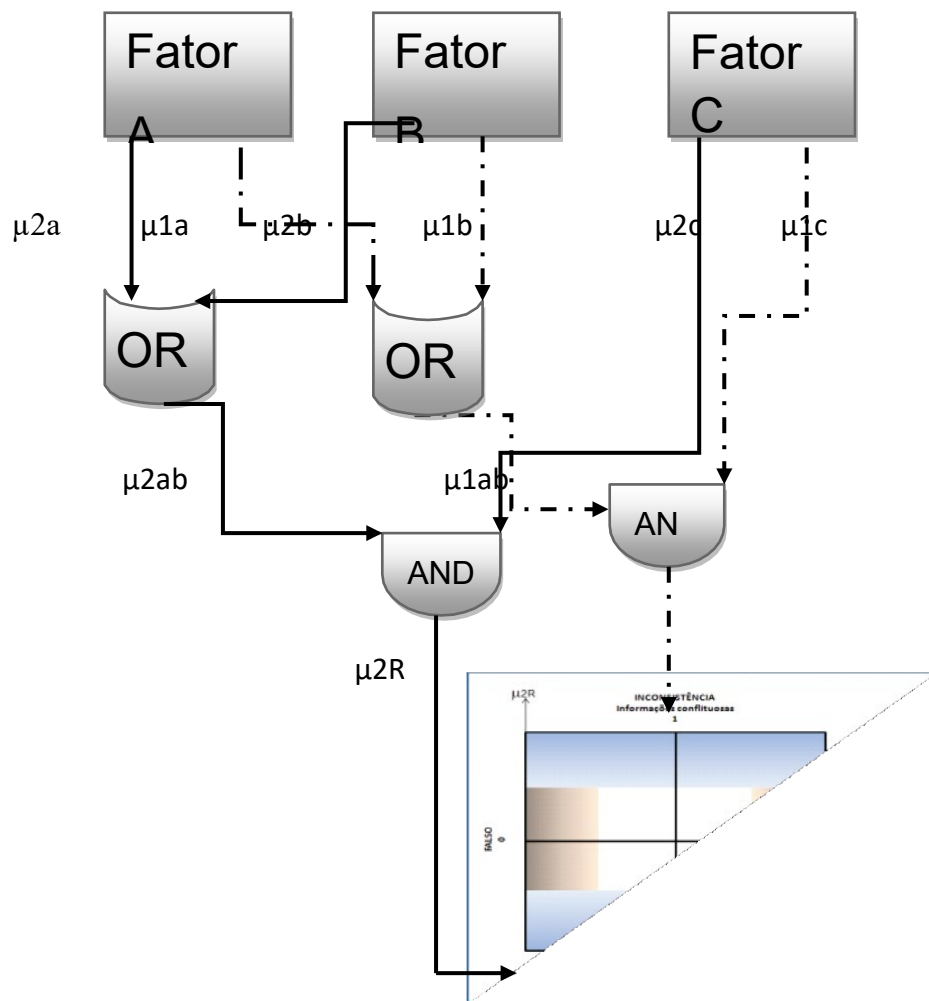 Fator
A
Fator
B
Fator
C
μ2a
μ1a
μ2b
μ1b
μ2c
μ1c
OR
OR
μ2ab
μ1ab
AN
AND
μ2R
μ2R
INCONSISTÊNCIA
Informações conflituosas
1
FALSO
0